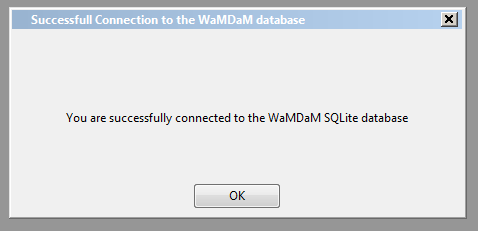 Successfull Connection to the WaMDaM database
You are successfully connected to the WaMDaM SQLite database
OK